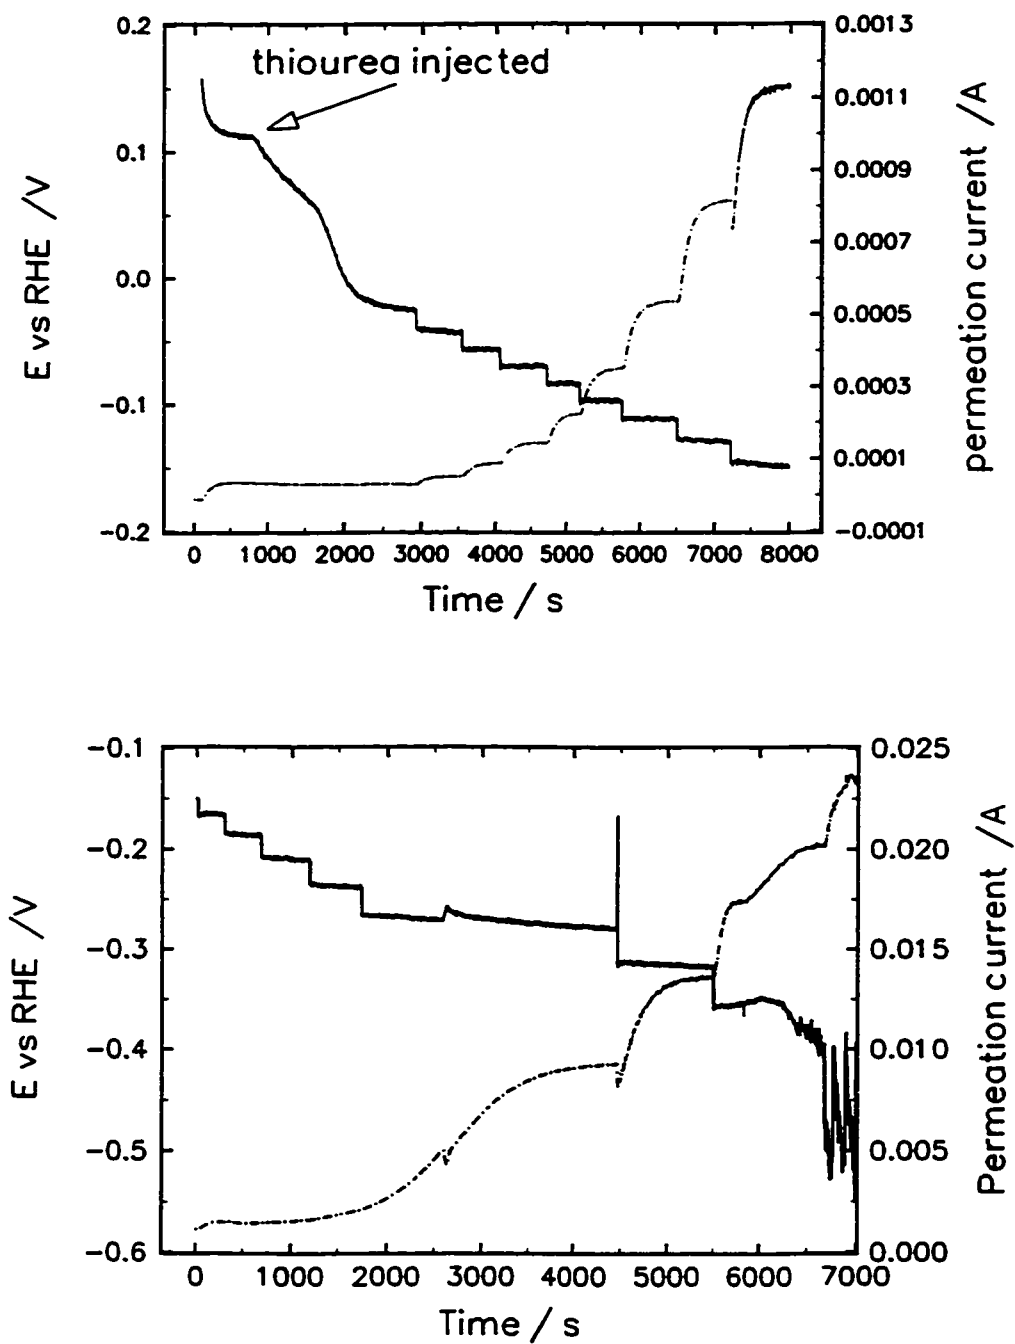 0.2
0.1
0.0
-0.1
-0.2
E vs RHE /V
thiourea injected
0.0013
0.0011
0.0009
0.0007
0.0005
0.0003
0.0001
-0.0001
permeation current /A
0 1000 2000 3000 4000 5000 6000 7000 8000
Time / s
-0.1
-0.2
-0.3
-0.4
-0.5
-0.6
E vs RHE /V
0.025
0.020
0.015
0.010
0.005
0.000
Permeation current /A
0 1000 2000 3000 4000 5000 6000 7000
Time / s